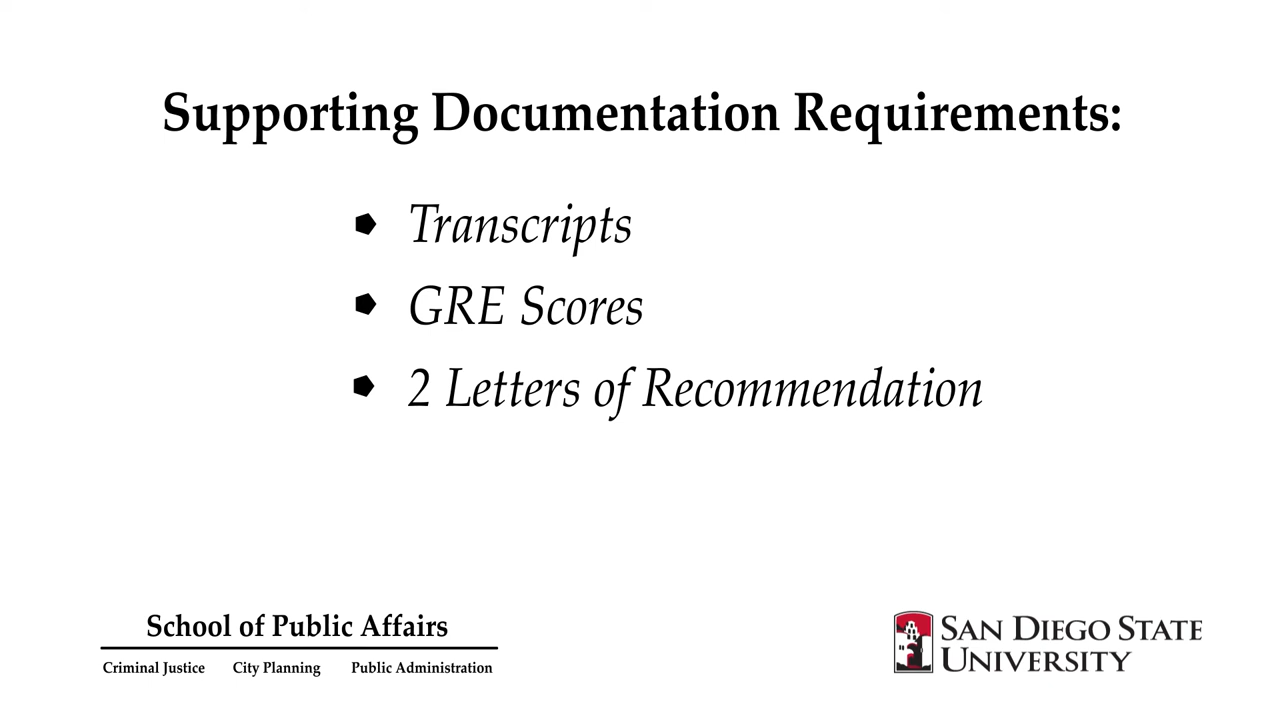 Supporting Documentation Requirements:
Transcripts
GRE Scores
2 Letters of Recommendation
School of Public Affairs
Criminal Justice City Planning Public Administration
SAN DIEGO STATE
UNIVERSITY